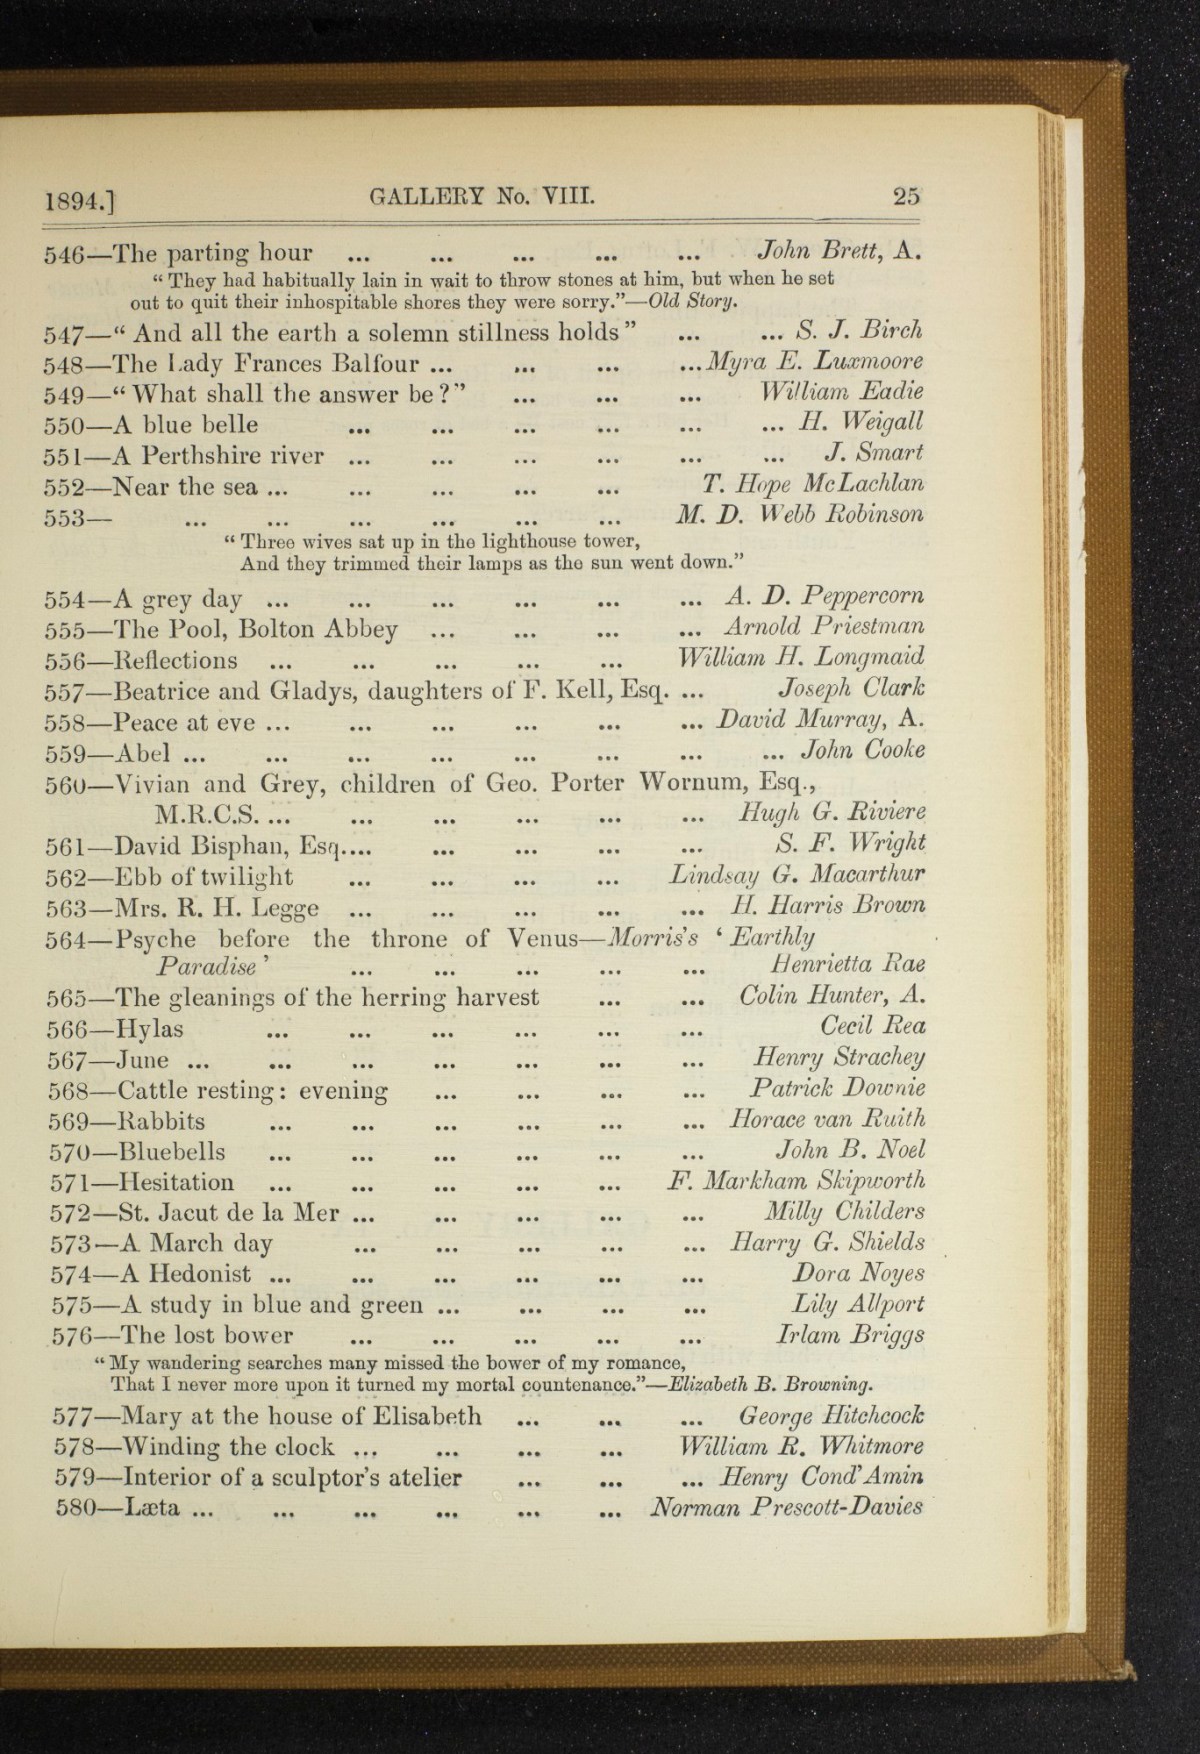 1894.] GALLERY No. VIII. 25
546—The parting hour ... ... ... ... ... John Brett, A.
"They had habitually lain in wait to throw stones at him, but when he set
out to quit their inhospitable shores they were sorry."—Old Story.
547—"And all the earth a solemn stillness holds" ... ... S. J. Birch
548—The Lady Frances Balfour ... ... ... ... Myra E. Luxmoore
549—"What shall the answer be?" ... ... ... William Eadie
550—A blue belle ... ... ... ... ... ... H. Weigall
551—A Perthshire river ... ... ... ... ... ... J. Smart
552—Near the sea ... ... ... ... ... T. Hope McLachlan
553— ... ... ... ... ... ... M. D. Webb Robinson
"Three wives sat up in the lighthouse tower,
And they trimmed their lamps as the sun went down."
554—A grey day ... ... ... ... ... ... A. D. Peppercorn
555—The Pool, Bolton Abbey ... ... ... ... Arnold Priestman
556—Reflections ... ... ... ... ... William H. Longmaid
557—Beatrice and Gladys, daughters of F. Kell, Esq. ... Joseph Clark
558—Peace at eve ... ... ... ... ... ... David Murray, A.
559—Abel ... ... ... ... ... ... ... ... John Cooke
560—Vivian and Grey, children of Geo. Porter Wornum, Esq.,
M.R.C.S. ... ... ... ... ... ... Hugh G. Riviere
561—David Bisphan, Esq.... ... ... ... ... S. F. Wright
562—Ebb of twilight ... ... ... ... Lindsay G. Macarthur
563—Mrs. R. H. Legge ... ... ... ... ... H. Harris Brown
564—Psyche before the throne of Venus—Morris's 'Earthly
Paradise' ... ... ... ... ... Henrietta Rae
565—The gleanings of the herring harvest ... ... Colin Hunter, A.
566—Hylas ... ... ... ... ... ... Cecil Rea
567—June ... ... ... ... ... ... ... Henry Strachey
568—Cattle resting: evening ... ... ... ... Patrick Downie
569—Rabbits ... ... ... ... ... ... Horace van Ruith
570—Bluebells ... ... ... ... ... ... John B. Noel
571—Hesitation ... ... ... ... ... F. Markham Skipworth
572—St. Jacut de la Mer ... ... ... ... ... Milly Childers
573—A March day ... ... ... ... ... Harry G. Shields
574—A Hedonist ... ... ... ... ... ... Dora Noyes
575—A study in blue and green ... ... ... ... Lily Allport
576—The lost bower ... ... ... ... ... Irlam Briggs
"My wandering searches many missed the bower of my romance,
That I never more upon it turned my mortal countenance."—Elizabeth B. Browning.
577—Mary at the house of Elisabeth ... ... ... George Hitchcock
578—Winding the clock ... ... ... ... William R. Whitmore
579—Interior of a sculptor's atelier ... ... ... Henry Cond'Amin
580—Læta ... ... ... ... ... ... Norman Prescott-Davies